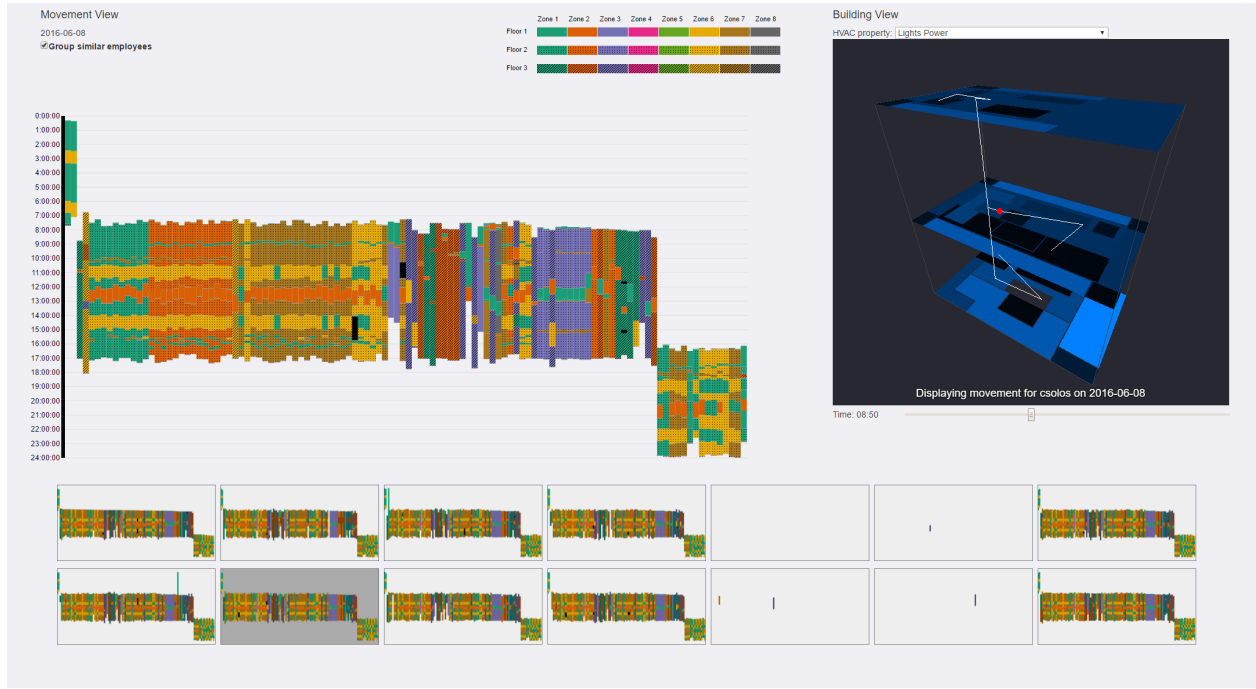 Movement View
2016-06-08
Group similar employees
Zone 1 Zone 2 Zone 3 Zone 4 Zone 5 Zone 6 Zone 7 Zone 8
Floor 1
Floor 2
Floor 3
0:00:00
1:00:00
2:00:00
3:00:00
4:00:00
5:00:00
6:00:00
7:00:00
8:00:00
9:00:00
10:00:00
11:00:00
12:00:00
13:00:00
14:00:00
15:00:00
16:00:00
17:00:00
18:00:00
19:00:00
20:00:00
21:00:00
22:00:00
23:00:00
24:00:00
Building View
HVAC property: Lights Power
Displaying movement for csolos on 2016-06-08
Time: 08:50